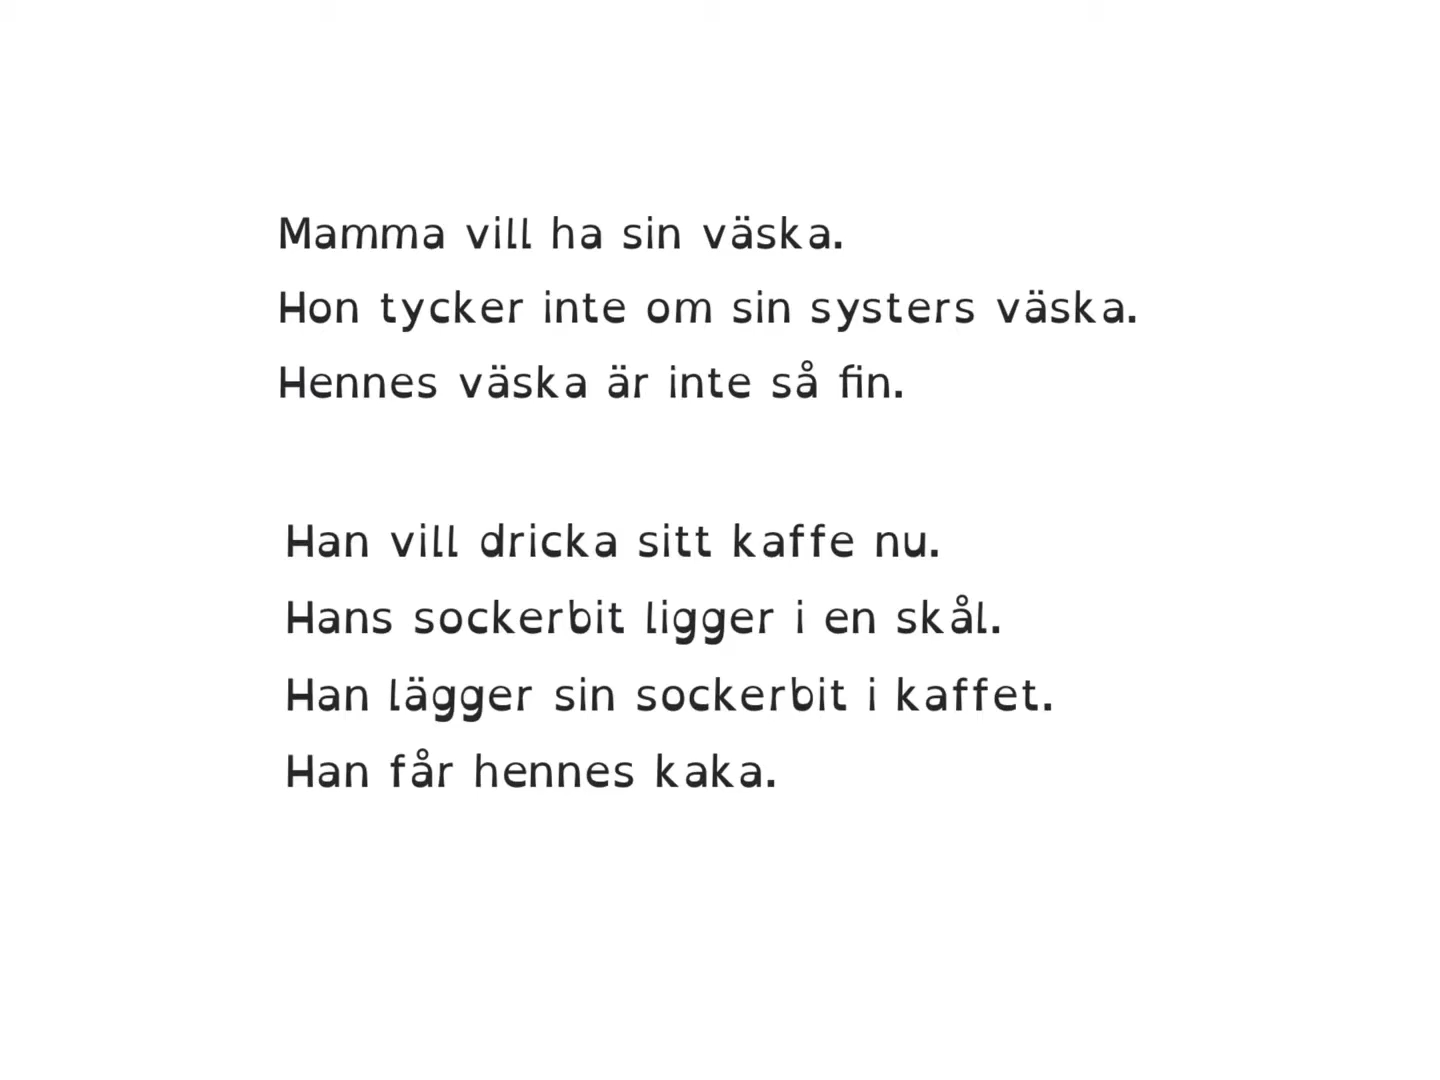 Mamma vill ha sin väska.
Hon tycker inte om sin systers väska.
Hennes väska är inte så fin.
Han vill dricka sitt kaffe nu.
Hans sockerbit ligger i en skål.
Han lägger sin sockerbit i kaffet.
Han får hennes kaka.